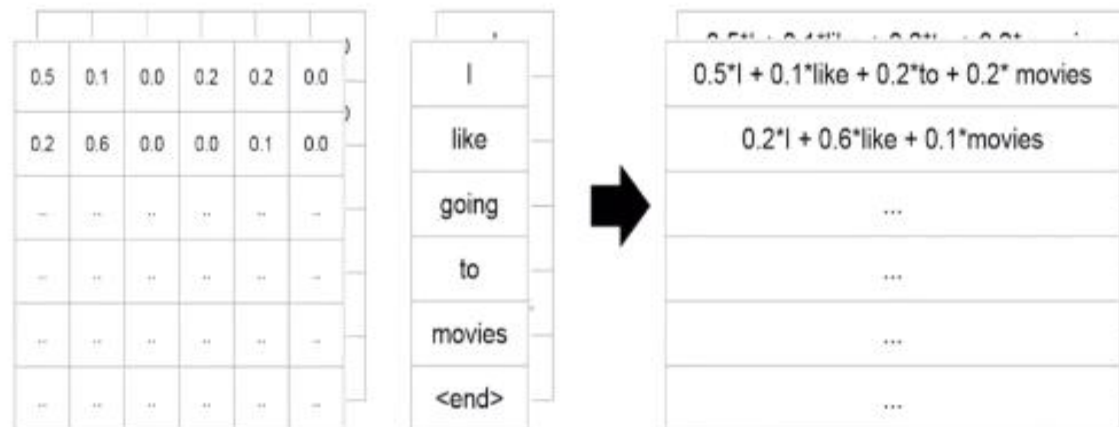 0.5 0.1 0.0 0.2 0.2 0.0
0.2 0.6 0.0 0.0 0.1 0.0
.. .. .. .. .. ..
.. .. .. .. .. ..
.. .. .. .. .. ..
.. .. .. .. .. ..
I
like
going
to
movies
<end>
0.5*I + 0.1*like + 0.2*to + 0.2* movies
0.2*I + 0.6*like + 0.1*movies
...
...
...
...